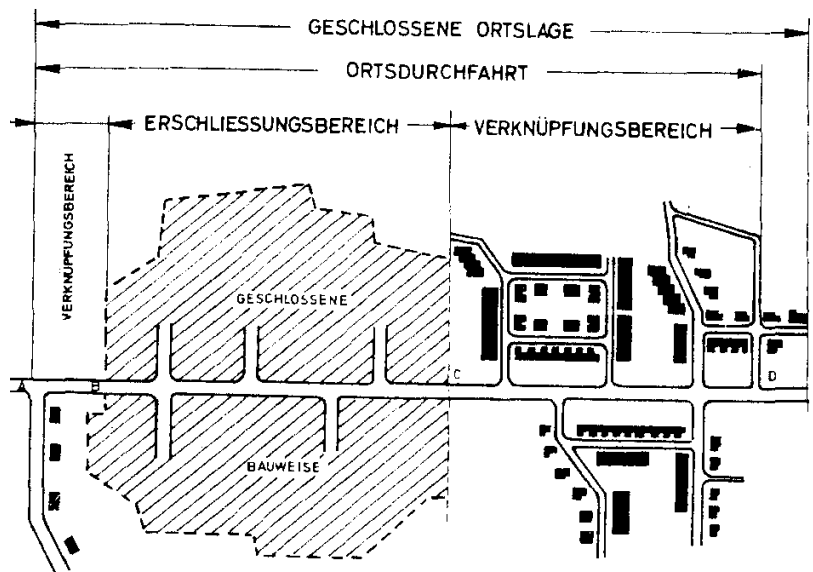 GESCHLOSSENE ORTSLAGE
ORTSDURCHFAHRT
ERSCHLIESSUNGSBEREICH
VERKNÜPFUNGSBEREICH
VERKNÜPFUNGSBEREICH
GESCHLOSSENE
A
B
C
D
BAUWEISE